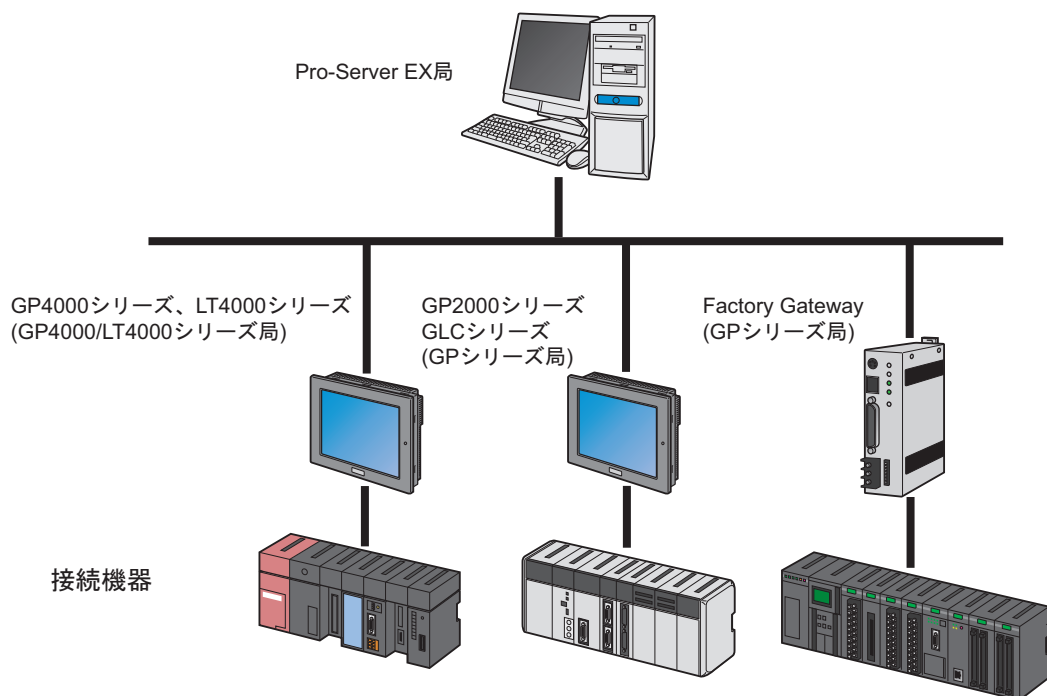 Pro-Server EX局
GP4000シリーズ、LT4000シリーズ
(GP4000/LT4000シリーズ局)
GP2000シリーズ
GLCシリーズ
(GPシリーズ局)
Factory Gateway
(GPシリーズ局)
接続機器